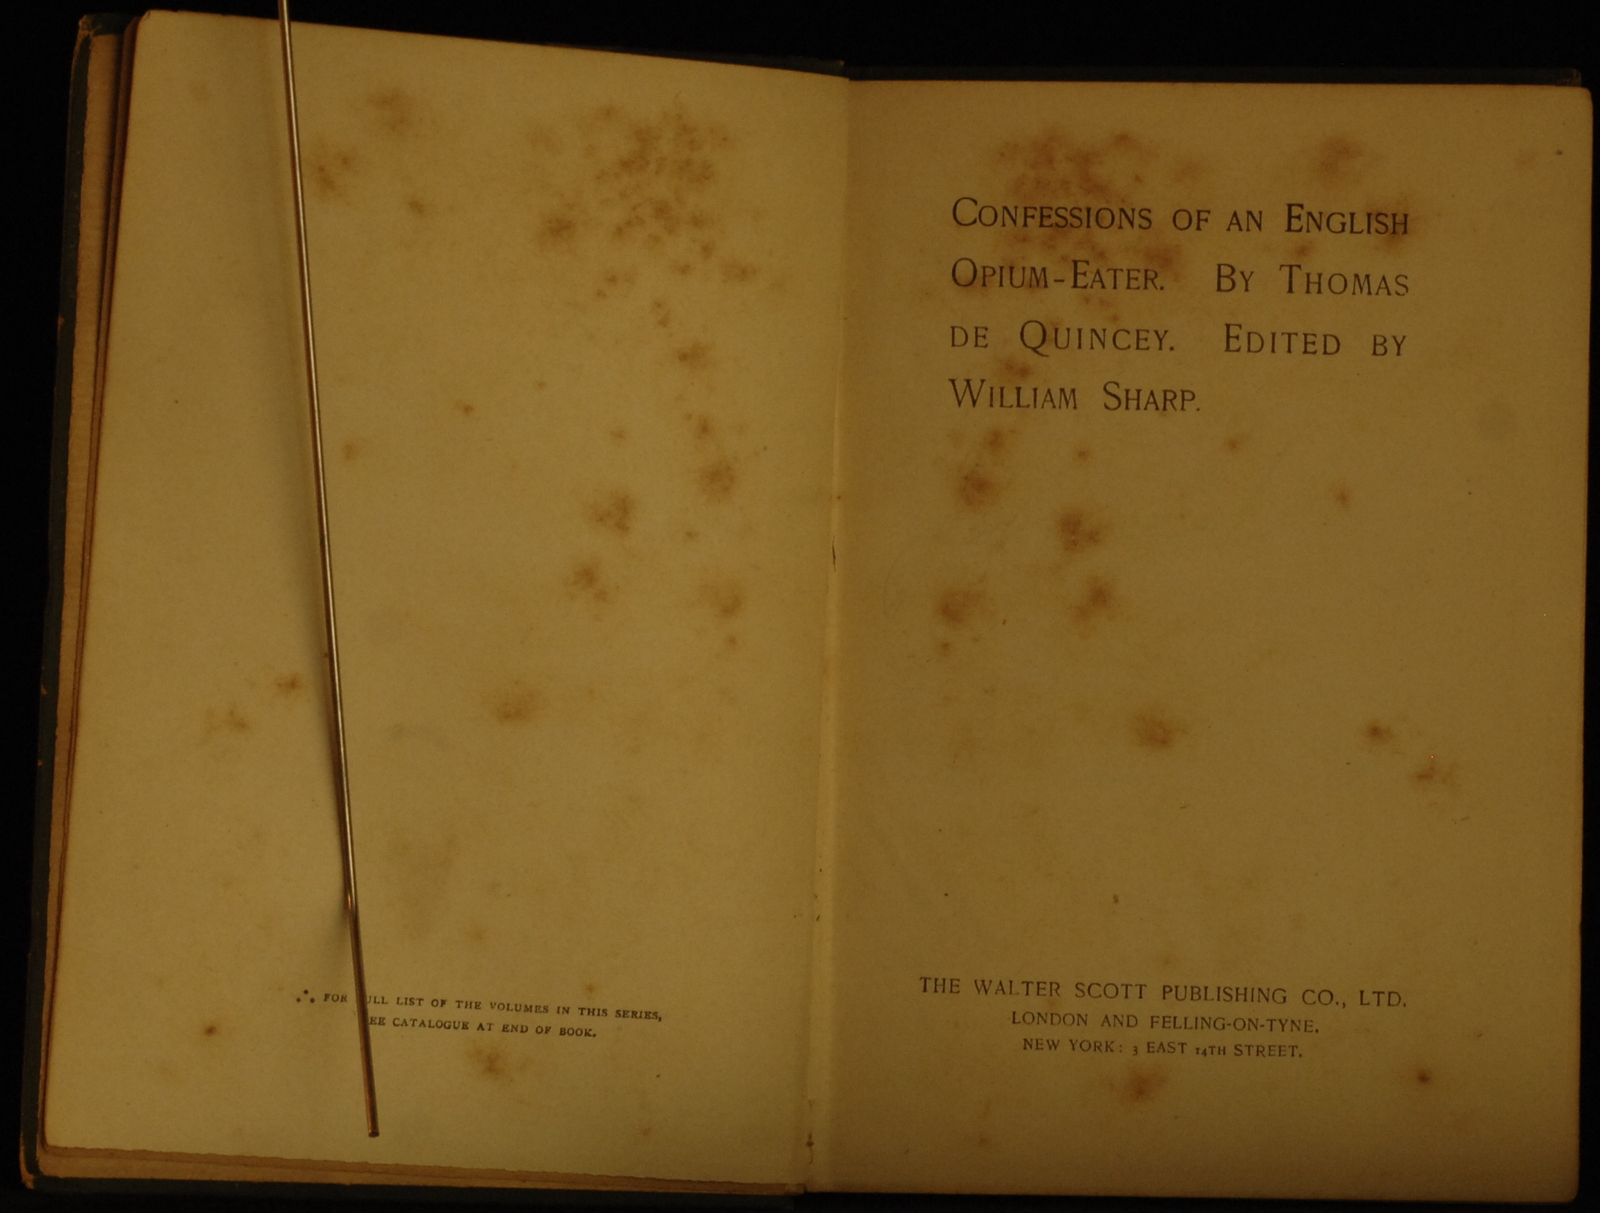 ∴ FOR ULL LIST OF THE VOLUMES IN THIS SERIES,
EE CATALOGUE AT END OF BOOK.
CONFESSIONS OF AN ENGLISH
OPIUM-EATER. BY THOMAS
DE QUINCEY. EDITED BY
WILLIAM SHARP.
THE WALTER SCOTT PUBLISHING CO., LTD.
LONDON AND FELLING-ON-TYNE.
NEW YORK: 3 EAST 14TH STREET.